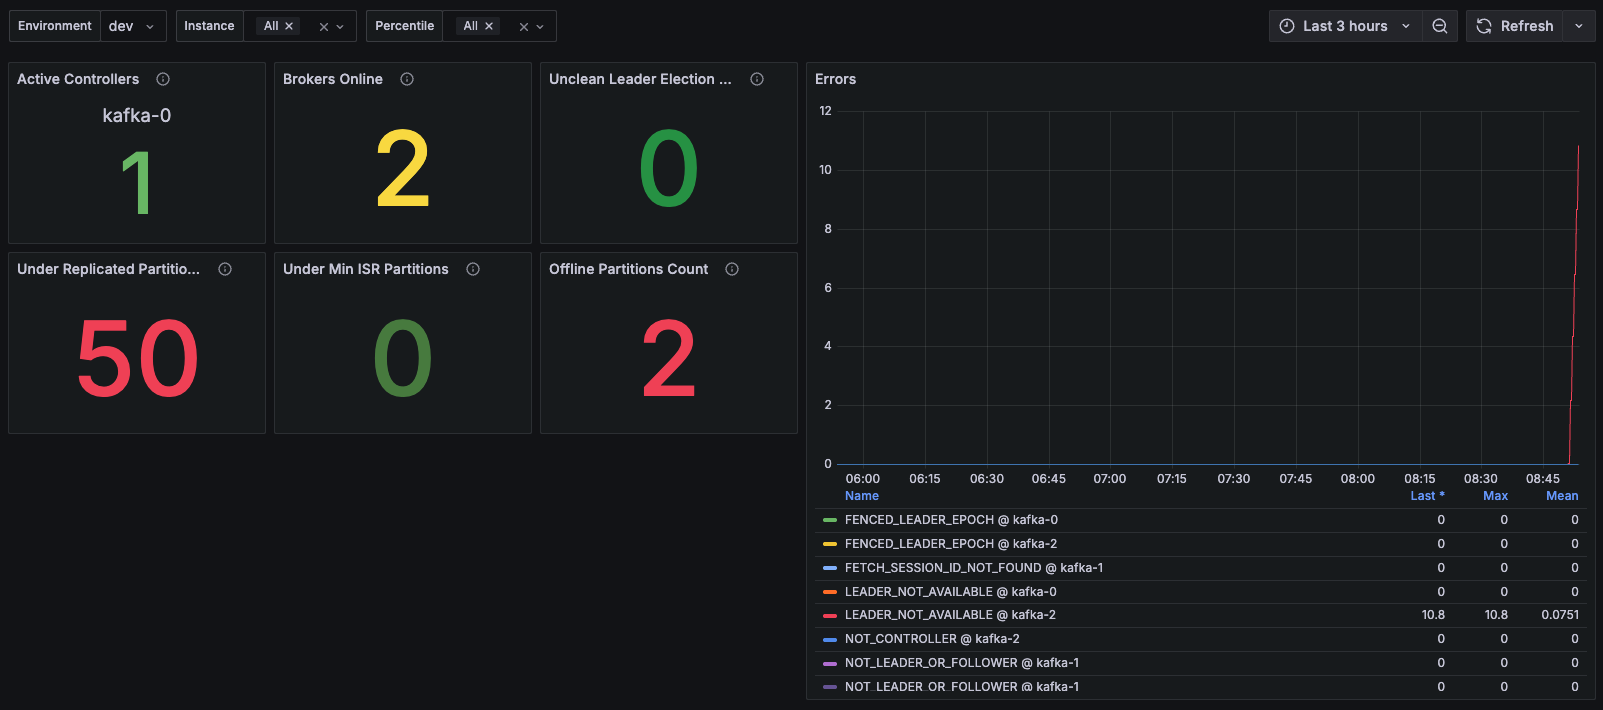 Environment dev Instance All Percentile All Last 3 hours Refresh
Active Controllers
kafka-0
1
Brokers Online
2
Unclean Leader Election ...
0
Under Replicated Partitio...
50
Under Min ISR Partitions
0
Offline Partitions Count
2
Errors
12
10
8
6
4
2
0
06:00 06:15 06:30 06:45 07:00 07:15 07:30 07:45 08:00 08:15 08:30 08:45
Name Last * Max Mean
FENCED_LEADER_EPOCH @ kafka-0 0 0 0
FENCED_LEADER_EPOCH @ kafka-2 0 0 0
FETCH_SESSION_ID_NOT_FOUND @ kafka-1 0 0 0
LEADER_NOT_AVAILABLE @ kafka-0 0 0 0
LEADER_NOT_AVAILABLE @ kafka-2 10.8 10.8 0.0751
NOT_CONTROLLER @ kafka-2 0 0 0
NOT_LEADER_OR_FOLLOWER @ kafka-1 0 0 0
NOT_LEADER_OR_FOLLOWER @ kafka-1 0 0 0